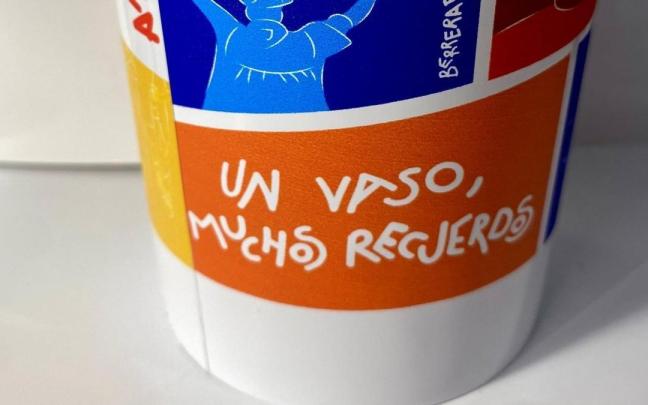 UN VASO,
MUCHOS RECUERDOS